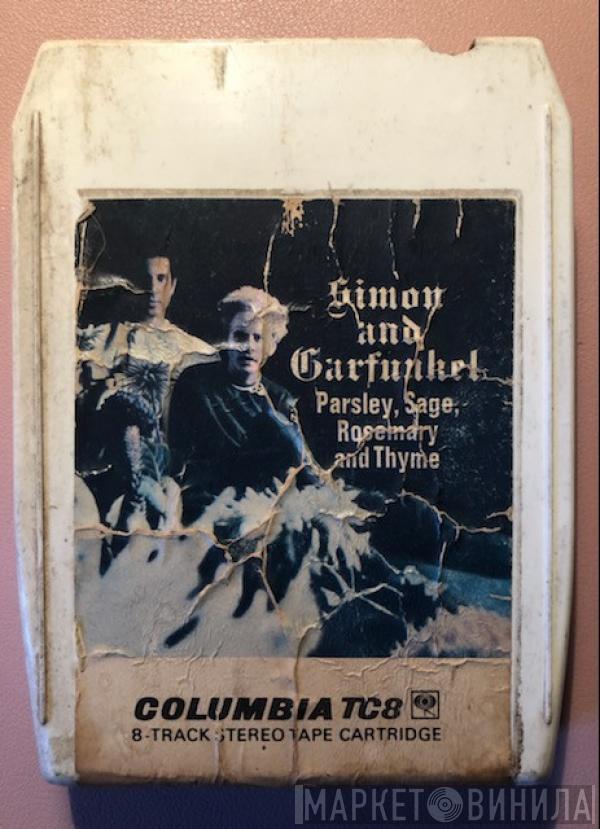 Simon
and
Garfunkel
Parsley, Sage,
Rosemary
and Thyme
COLUMBIA TC8
8-TRACK STEREO TAPE CARTRIDGE
МАРКЕТ ВИНИЛА